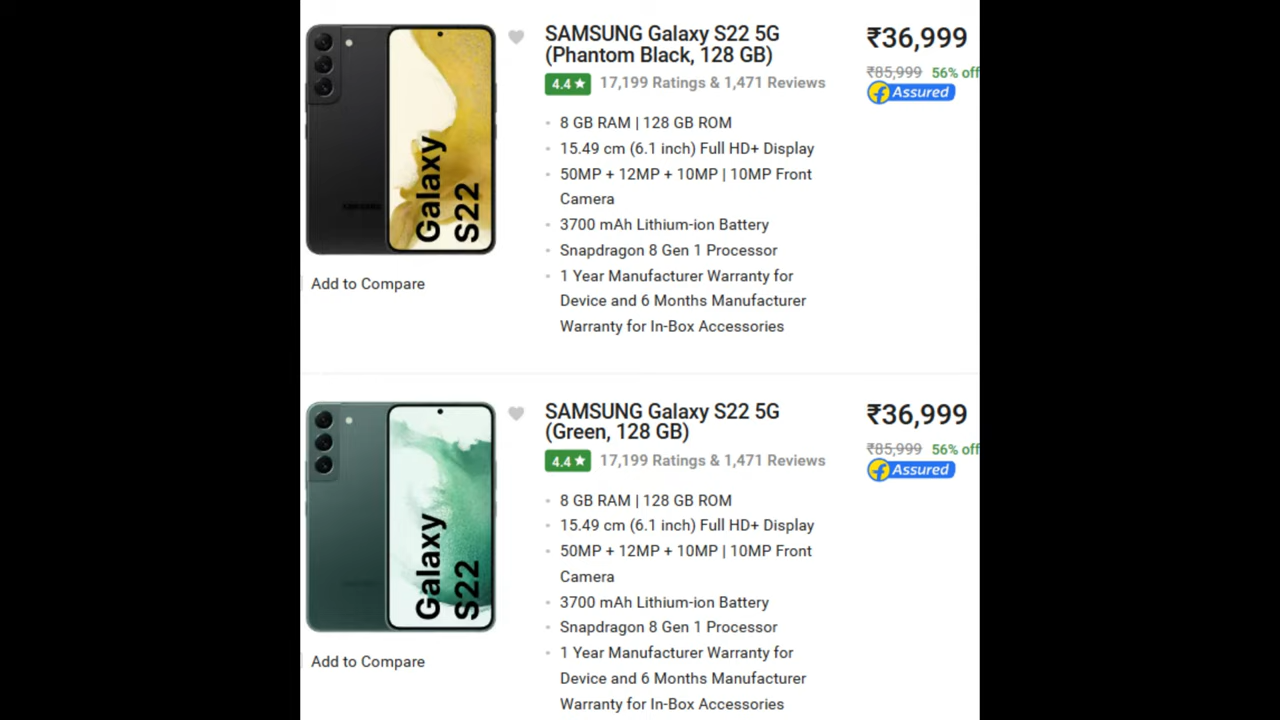 SAMSUNG Galaxy S22 5G
(Phantom Black, 128 GB)
4.4★ 17,199 Ratings & 1,471 Reviews
8 GB RAM | 128 GB ROM
15.49 cm (6.1 inch) Full HD+ Display
50MP + 12MP + 10MP | 10MP Front
Camera
3700 mAh Lithium-ion Battery
Snapdragon 8 Gen 1 Processor
1 Year Manufacturer Warranty for
Device and 6 Months Manufacturer
Warranty for In-Box Accessories
₹36,999
₹85,999 56% off
f Assured
Galaxy
S22
SAMSUNG
Add to Compare
SAMSUNG Galaxy S22 5G
(Green, 128 GB)
4.4★ 17,199 Ratings & 1,471 Reviews
8 GB RAM | 128 GB ROM
15.49 cm (6.1 inch) Full HD+ Display
50MP + 12MP + 10MP | 10MP Front
Camera
3700 mAh Lithium-ion Battery
Snapdragon 8 Gen 1 Processor
1 Year Manufacturer Warranty for
Device and 6 Months Manufacturer
Warranty for In-Box Accessories
₹36,999
₹85,999 56% off
f Assured
Galaxy
S22
Add to Compare